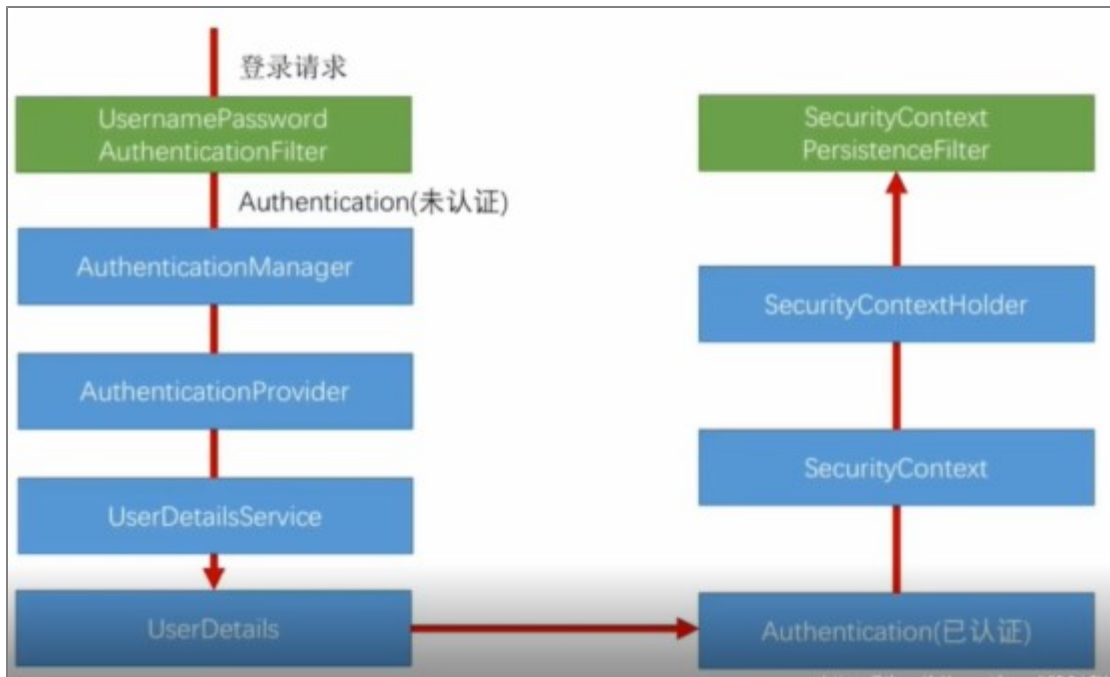 登录请求
UsernamePassword
AuthenticationFilter
Authentication(未认证)
AuthenticationManager
AuthenticationProvider
UserDetailsService
UserDetails
SecurityContext
PersistenceFilter
SecurityContextHolder
SecurityContext
Authentication(已认证)